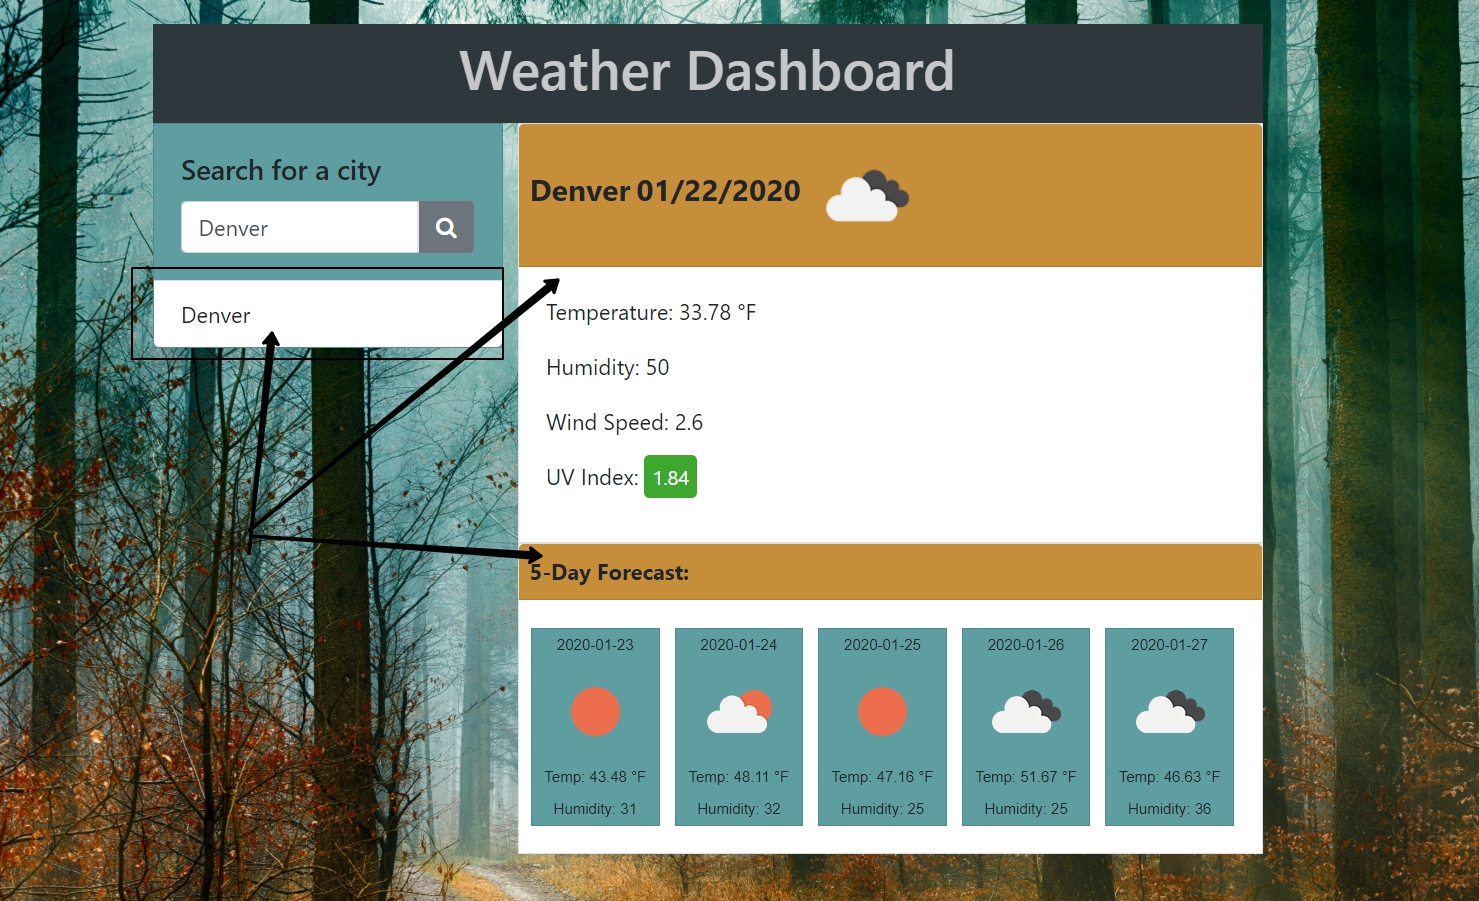 Weather Dashboard
Search for a city
Denver
Denver
Denver 01/22/2020
Temperature: 33.78 °F
Humidity: 50
Wind Speed: 2.6
UV Index: 1.84
5-Day Forecast:
2020-01-23
Temp: 43.48 °F
Humidity: 31
2020-01-24
Temp: 48.11 °F
Humidity: 32
2020-01-25
Temp: 47.16 °F
Humidity: 25
2020-01-26
Temp: 51.67 °F
Humidity: 25
2020-01-27
Temp: 46.63 °F
Humidity: 36